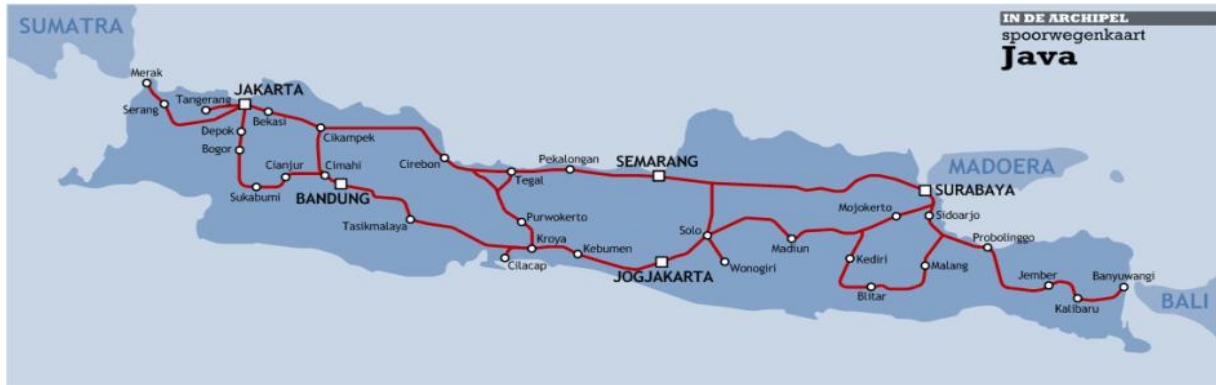 SUMATRA
IN DE ARCHIPEL
spoorwegenkaart
Java
Merak
Serang
Tangerang
JAKARTA
Bekasi
Depok
Bogor
Cikampek
Cianjur
Cimahi
Sukabumi
BANDUNG
Tasikmalaya
Cirebon
Tegal
Pekalongan
SEMARANG
Purwokerto
Kroya
Cilacap
Kebumen
JOGJAKARTA
Solo
Wonogiri
Madiun
MADOERA
SURABAYA
Mojokerto
Sidoarjo
Kediri
Blitar
Malang
Probolinggo
Jember
Kalibaru
Banyuwangi
BALI